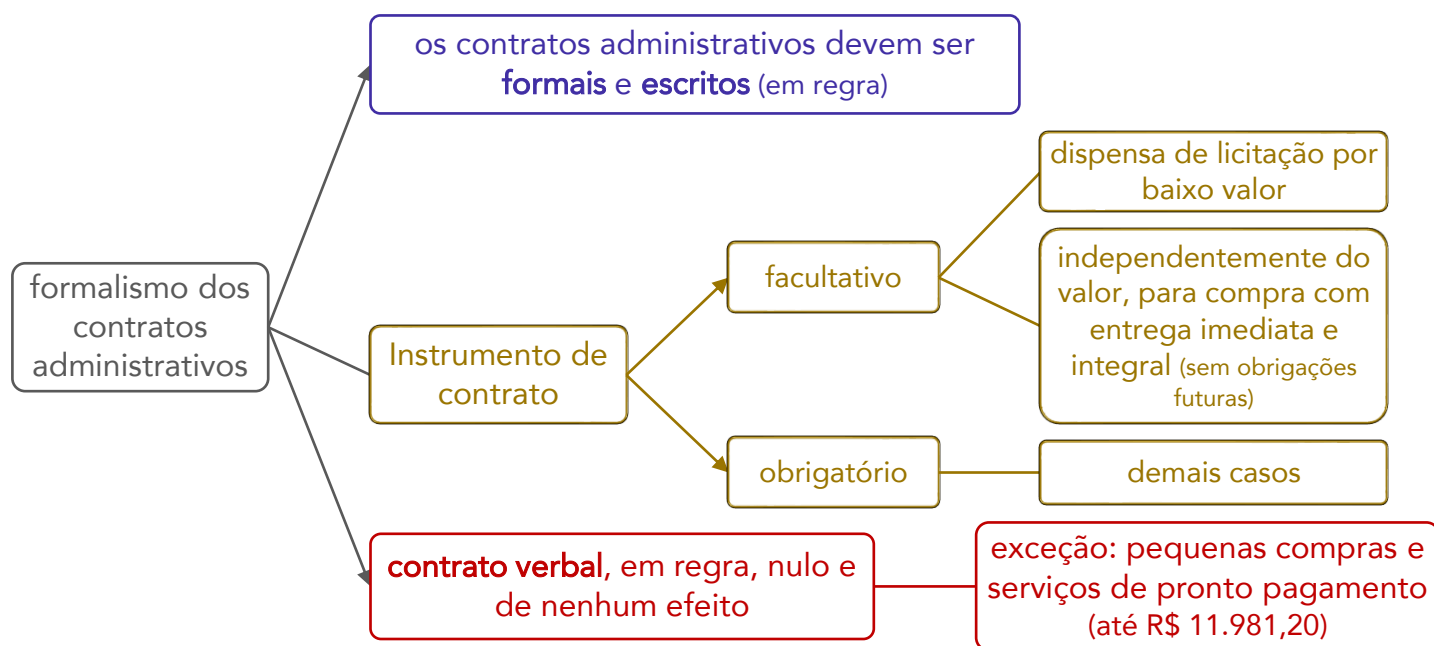 formalismo dos
contratos
administrativos
os contratos administrativos devem ser
formais e escritos (em regra)
Instrumento de
contrato
facultativo
dispensa de licitação por
baixo valor
independentemente do
valor, para compra com
entrega imediata e
integral (sem obrigações
futuras)
obrigatório
demais casos
contrato verbal, em regra, nulo e
de nenhum efeito
exceção: pequenas compras e
serviços de pronto pagamento
(até R$ 11.981,20)